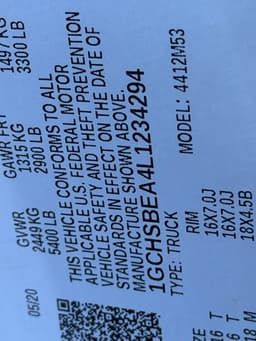 GVWR GAWR FRT
05/20 2449 KG 1315 KG 1497 KG
5400 LB 2900 LB 3300 LB
THIS VEHICLE CONFORMS TO ALL
APPLICABLE U.S. FEDERAL MOTOR
VEHICLE SAFETY AND THEFT PREVENTION
STANDARDS IN EFFECT ON THE DATE OF
MANUFACTURE SHOWN ABOVE.
1GCHSBEA4L1234294
TYPE: TRUCK MODEL: 4412M53
RIM
16X7.0J
16X7.0J
18X4.5B